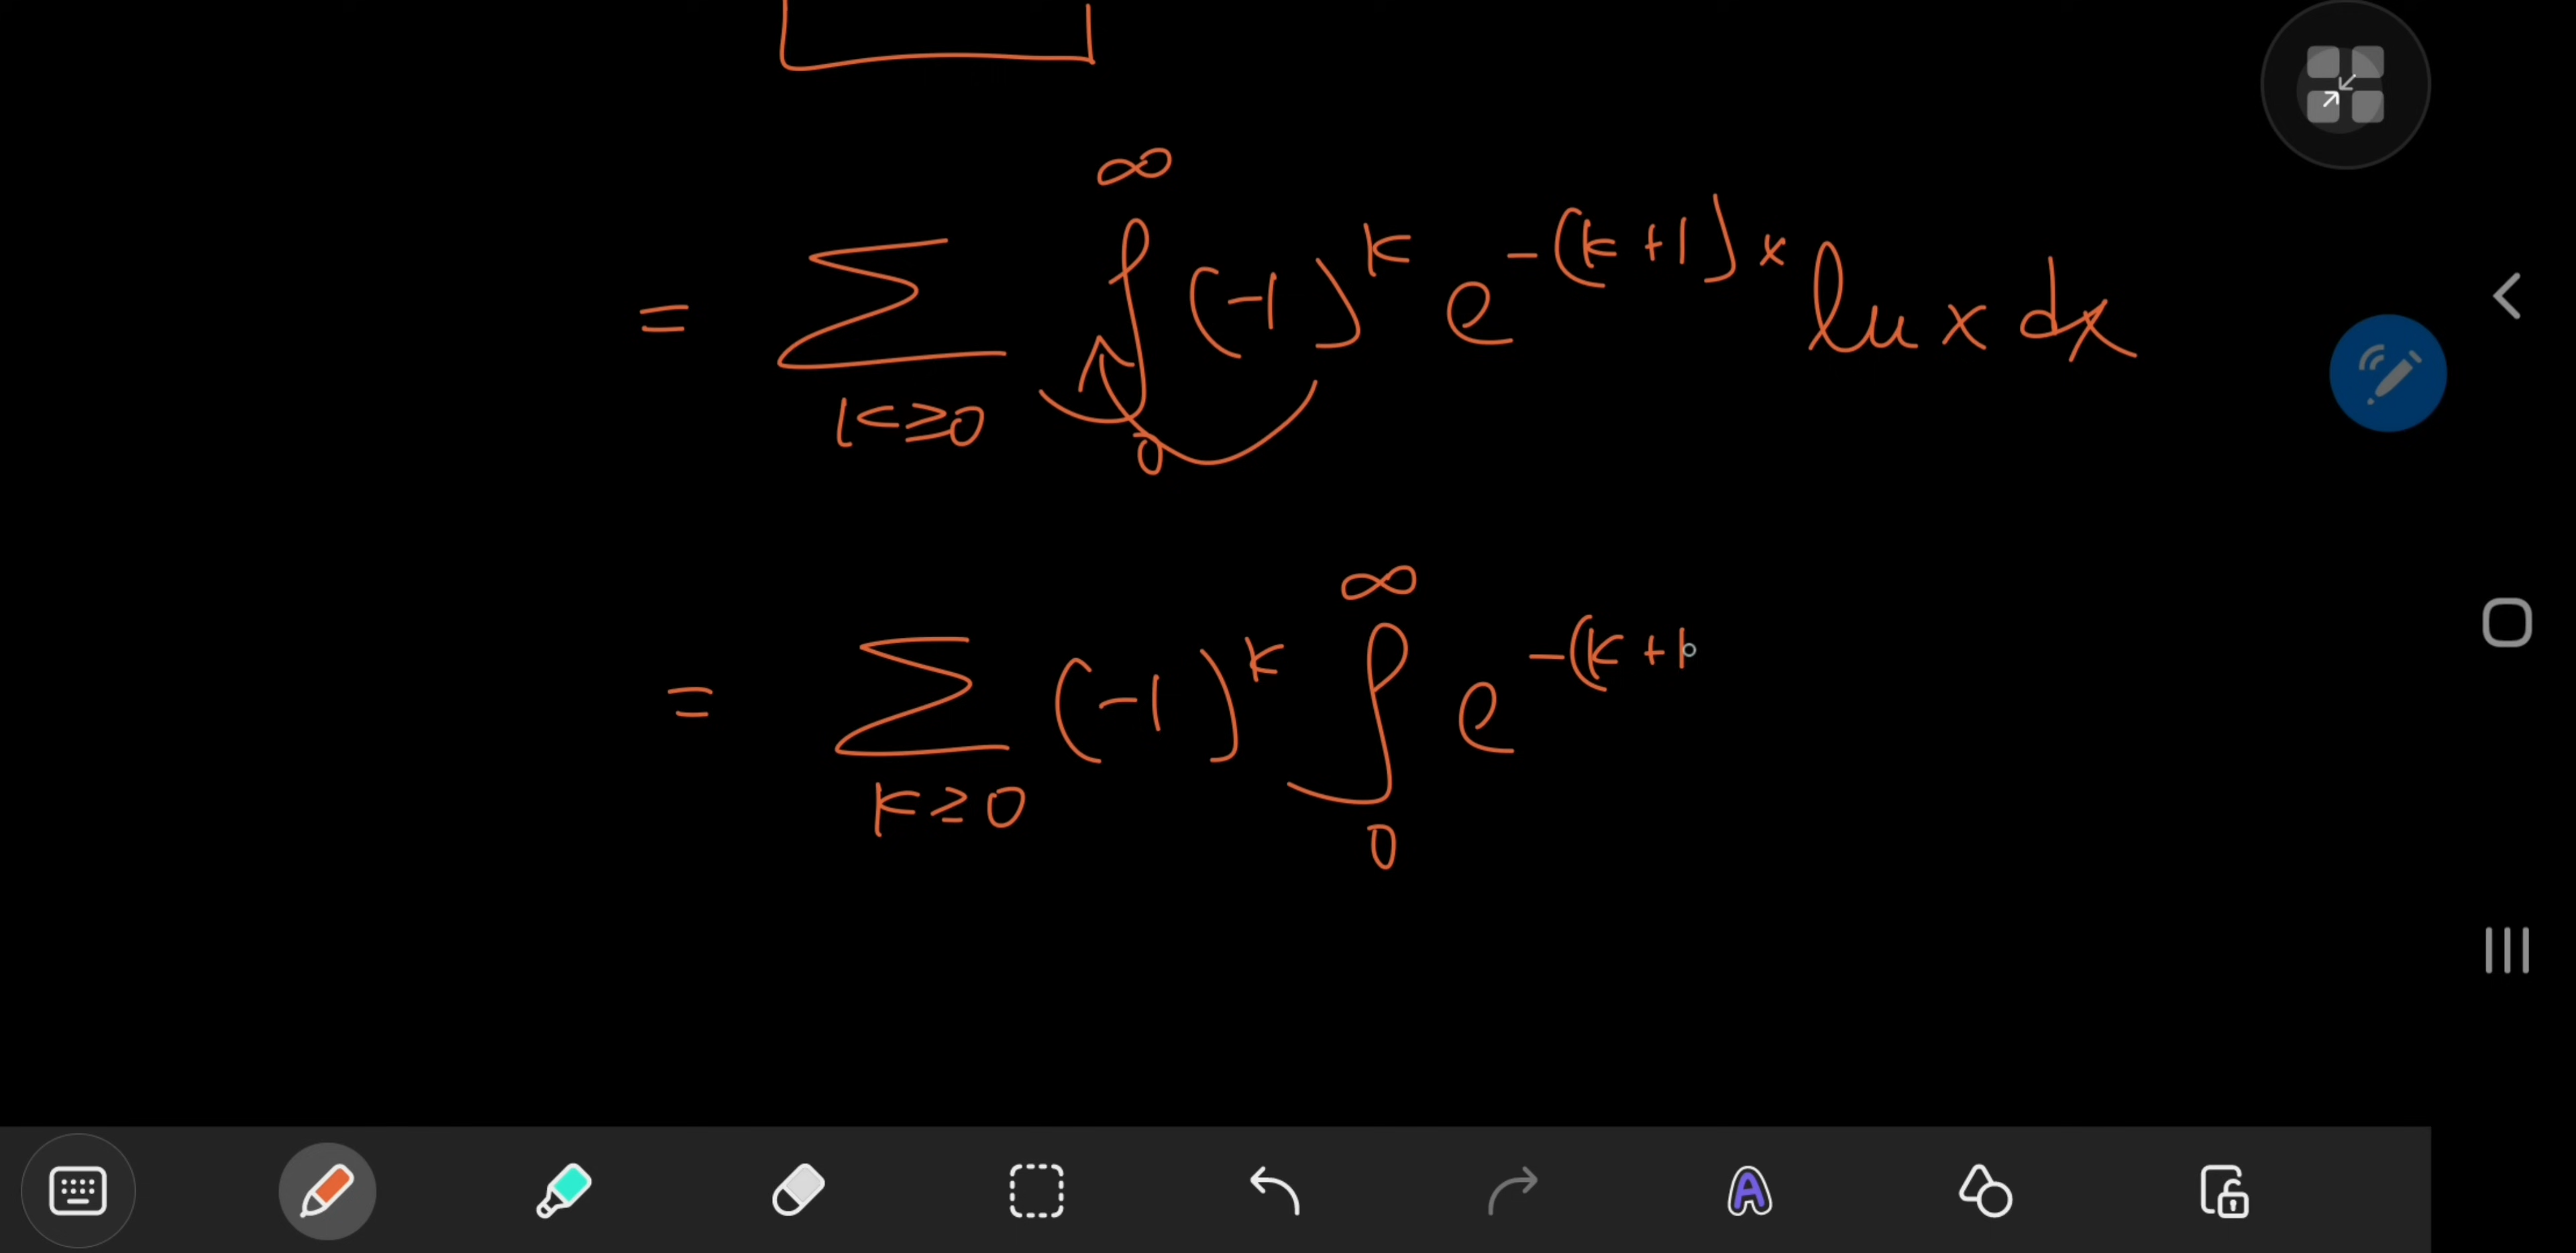 = ∑_{k≥0} ∫_0^∞ (-1)^k e^{-(k+1)x} ln x dx
= ∑_{k≥0} (-1)^k ∫_0^∞ e^{-(k+1